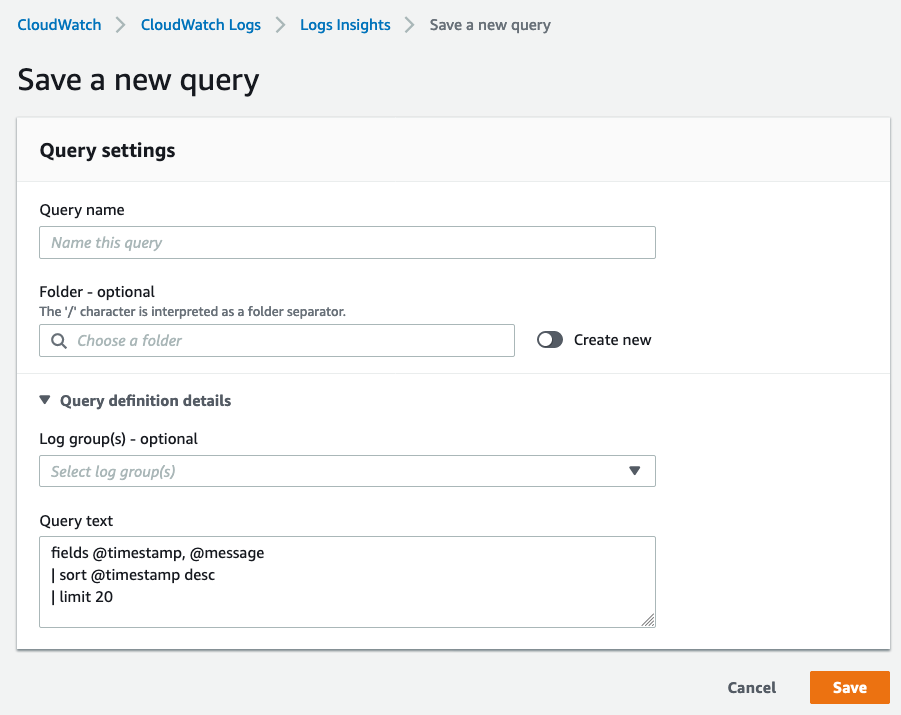 CloudWatch > CloudWatch Logs > Logs Insights > Save a new query
Save a new query
Query settings
Query name
Name this query
Folder - optional
The '/' character is interpreted as a folder separator.
Choose a folder
Create new
Query definition details
Log group(s) - optional
Select log group(s)
Query text
fields @timestamp, @message
| sort @timestamp desc
| limit 20
Cancel
Save